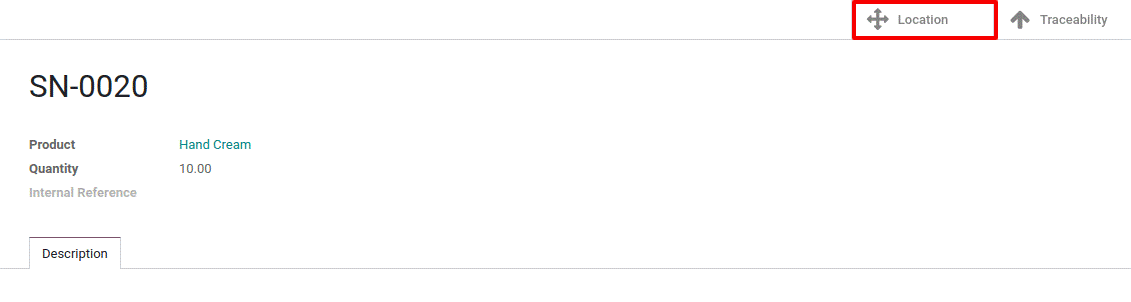 Location Traceability
SN-0020
Product Hand Cream
Quantity 10.00
Internal Reference
Description